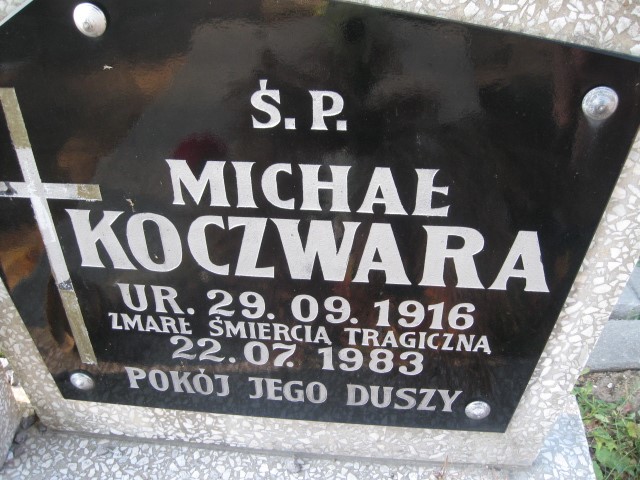 Ś.P.
MICHAŁ
KOCZWARA
UR. 29.09.1916
ZMARŁ ŚMIERCIĄ TRAGICZNĄ
22.07.1983
POKÓJ JEGO DUSZY